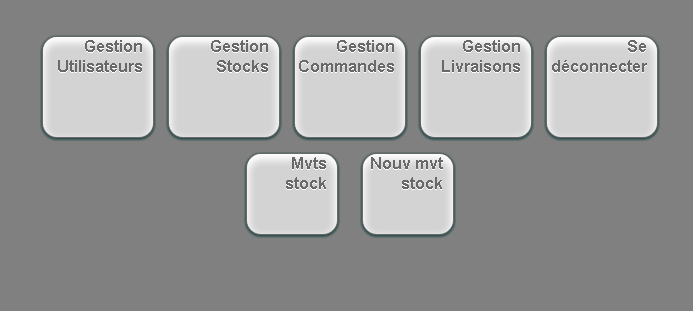 Gestion
Utilisateurs
Gestion
Stocks
Gestion
Commandes
Gestion
Livraisons
Se
déconnecter
Mvts
stock
Nouv mvt
stock